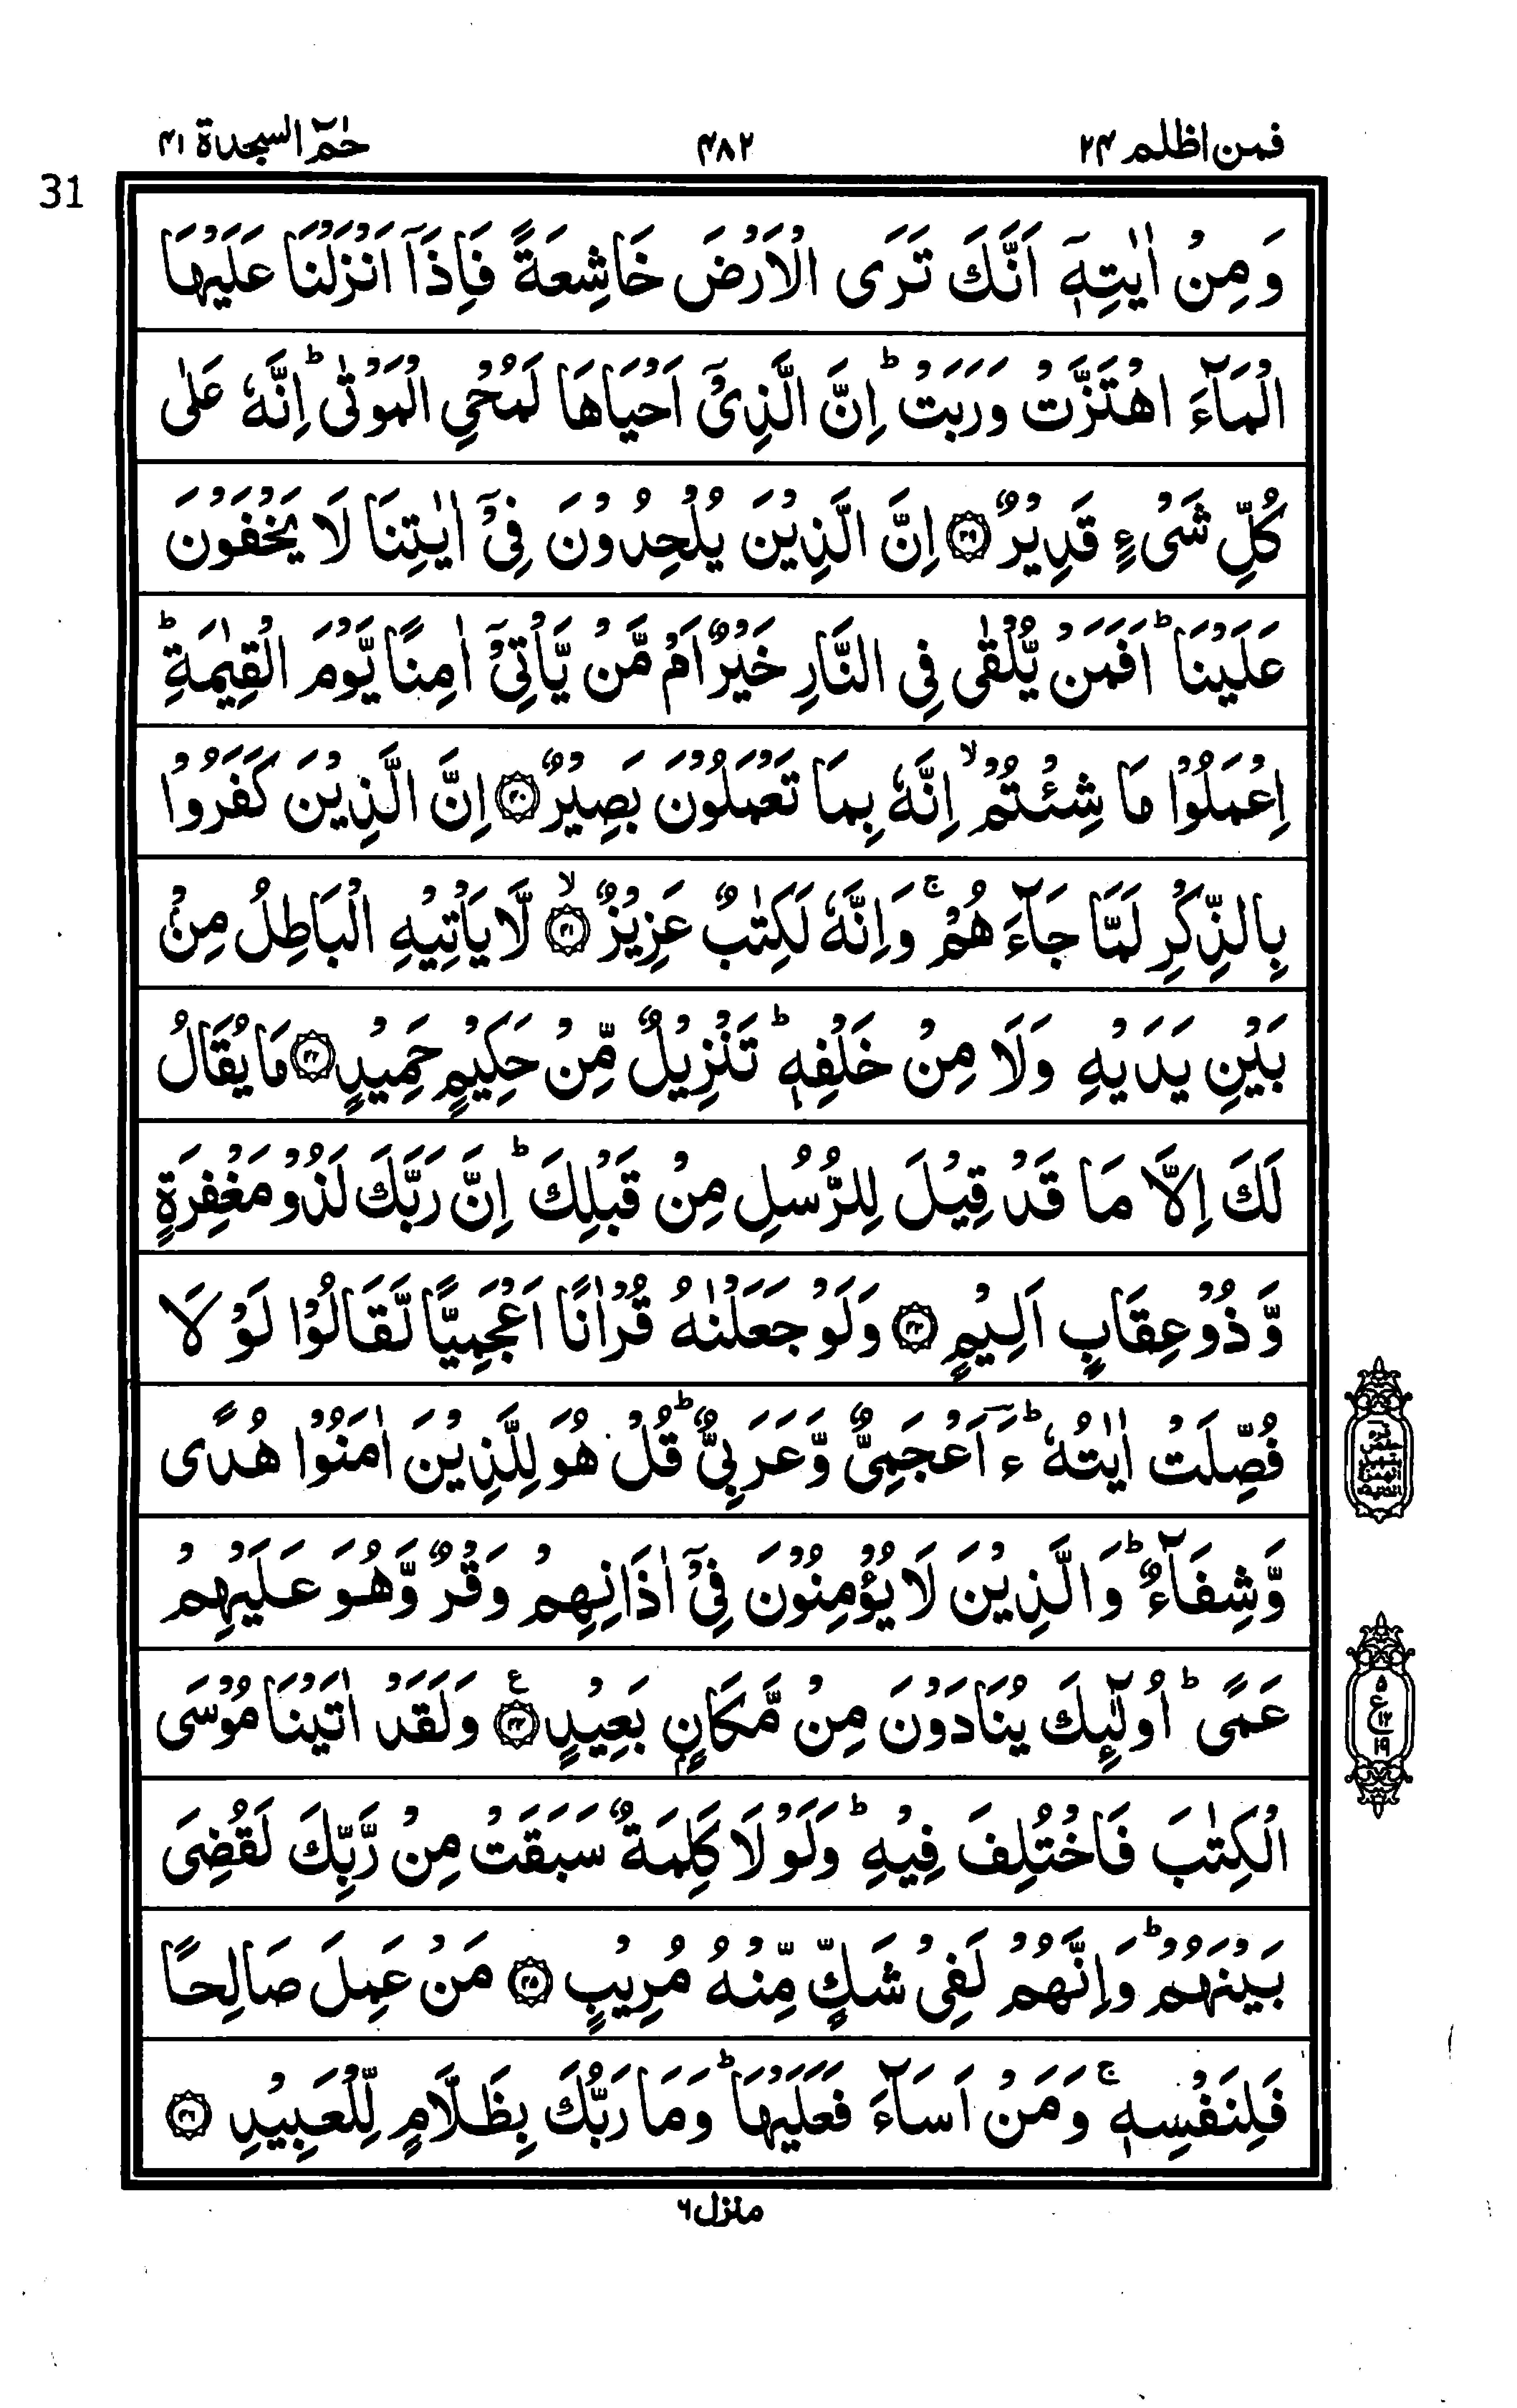 فمن اظلم ۲۴
۴۸۲
حٰمٓ السجدة ۴۱
31
وَمِنْ اٰيٰتِهٖۤ اَنَّكَ تَرَى الْاَرْضَ خَاشِعَةً فَاِذَاۤ اَنْزَلْنَا عَلَيْهَا
الْمَآءَ اهْتَزَّتْ وَرَبَتْ ؕ اِنَّ الَّذِيْۤ اَحْيَاهَا لَمُحْيِ الْمَوْتٰى ؕ اِنَّهٗ عَلٰى
كُلِّ شَيْءٍ قَدِيْرٌ ﴿۳۹﴾ اِنَّ الَّذِيْنَ يُلْحِدُوْنَ فِيْۤ اٰيٰتِنَا لَا يَخْفَوْنَ
عَلَيْنَا ؕ اَفَمَنْ يُّلْقٰى فِي النَّارِ خَيْرٌ اَمْ مَّنْ يَّاْتِيْۤ اٰمِنًا يَّوْمَ الْقِيٰمَةِ ؕ
اِعْمَلُوْا مَا شِئْتُمْ ۙ اِنَّهٗ بِمَا تَعْمَلُوْنَ بَصِيْرٌ ﴿۴۰﴾ اِنَّ الَّذِيْنَ كَفَرُوْا
بِالذِّكْرِ لَمَّا جَآءَهُمْ ۚ وَاِنَّهٗ لَكِتٰبٌ عَزِيْزٌ ﴿۴۱﴾ ۙ لَّا يَاْتِيْهِ الْبَاطِلُ مِنْۢ
بَيْنِ يَدَيْهِ وَلَا مِنْ خَلْفِهٖ ؕ تَنْزِيْلٌ مِّنْ حَكِيْمٍ حَمِيْدٍ ﴿۴۲﴾ مَا يُقَالُ
لَكَ اِلَّا مَا قَدْ قِيْلَ لِلرُّسُلِ مِنْ قَبْلِكَ ؕ اِنَّ رَبَّكَ لَذُوْ مَغْفِرَةٍ
وَّذُوْ عِقَابٍ اَلِيْمٍ ﴿۴۳﴾ وَلَوْ جَعَلْنٰهُ قُرْاٰنًا اَعْجَمِيًّا لَّقَالُوْا لَوْ لَا
فُصِّلَتْ اٰيٰتُهٗ ؕ ءَؔاَعْجَمِيٌّ وَّعَرَبِيٌّ ؕ قُلْ هُوَ لِلَّذِيْنَ اٰمَنُوْا هُدًى
وَّشِفَآءٌ ؕ وَالَّذِيْنَ لَا يُؤْمِنُوْنَ فِيْۤ اٰذَانِهِمْ وَقْرٌ وَّهُوَ عَلَيْهِمْ
عَمًى ؕ اُولٰٓئِكَ يُنَادَوْنَ مِنْ مَّكَانٍۭ بَعِيْدٍ ﴿۴۴﴾ ع وَلَقَدْ اٰتَيْنَا مُوْسَى
الْكِتٰبَ فَاخْتُلِفَ فِيْهِ ؕ وَلَوْلَا كَلِمَةٌ سَبَقَتْ مِنْ رَّبِّكَ لَقُضِيَ
بَيْنَهُمْ ؕ وَاِنَّهُمْ لَفِيْ شَكٍّ مِّنْهُ مُرِيْبٍ ﴿۴۵﴾ مَنْ عَمِلَ صَالِحًا
فَلِنَفْسِهٖ ۚ وَمَنْ اَسَآءَ فَعَلَيْهَا ؕ وَمَا رَبُّكَ بِظَلَّامٍ لِّلْعَبِيْدِ ﴿۴۶﴾
منزل ۶